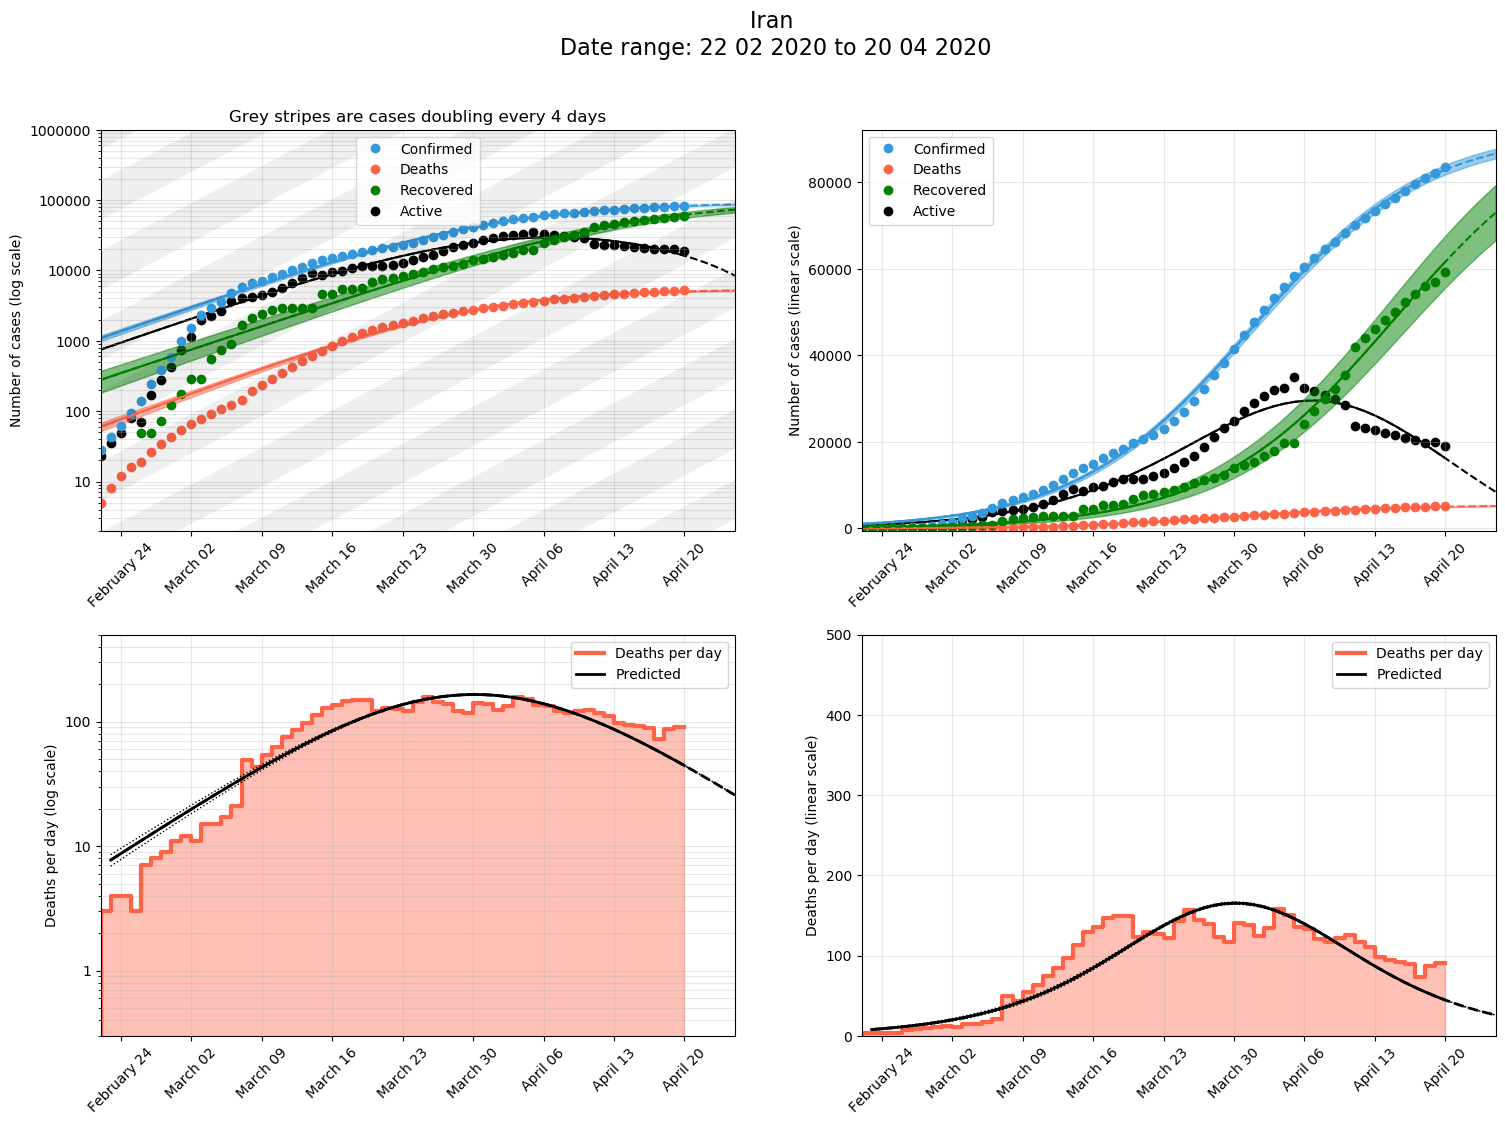 Iran
Date range: 22 02 2020 to 20 04 2020
Grey stripes are cases doubling every 4 days
Number of cases (log scale)
1000000
100000
10000
1000
100
10
Confirmed
Deaths
Recovered
Active
February 24
March 02
March 09
March 16
March 23
March 30
April 06
April 13
April 20
Number of cases (linear scale)
80000
60000
40000
20000
0
Confirmed
Deaths
Recovered
Active
February 24
March 02
March 09
March 16
March 23
March 30
April 06
April 13
April 20
Deaths per day (log scale)
100
10
1
Deaths per day
Predicted
February 24
March 02
March 09
March 16
March 23
March 30
April 06
April 13
April 20
Deaths per day (linear scale)
500
400
300
200
100
0
Deaths per day
Predicted
February 24
March 02
March 09
March 16
March 23
March 30
April 06
April 13
April 20